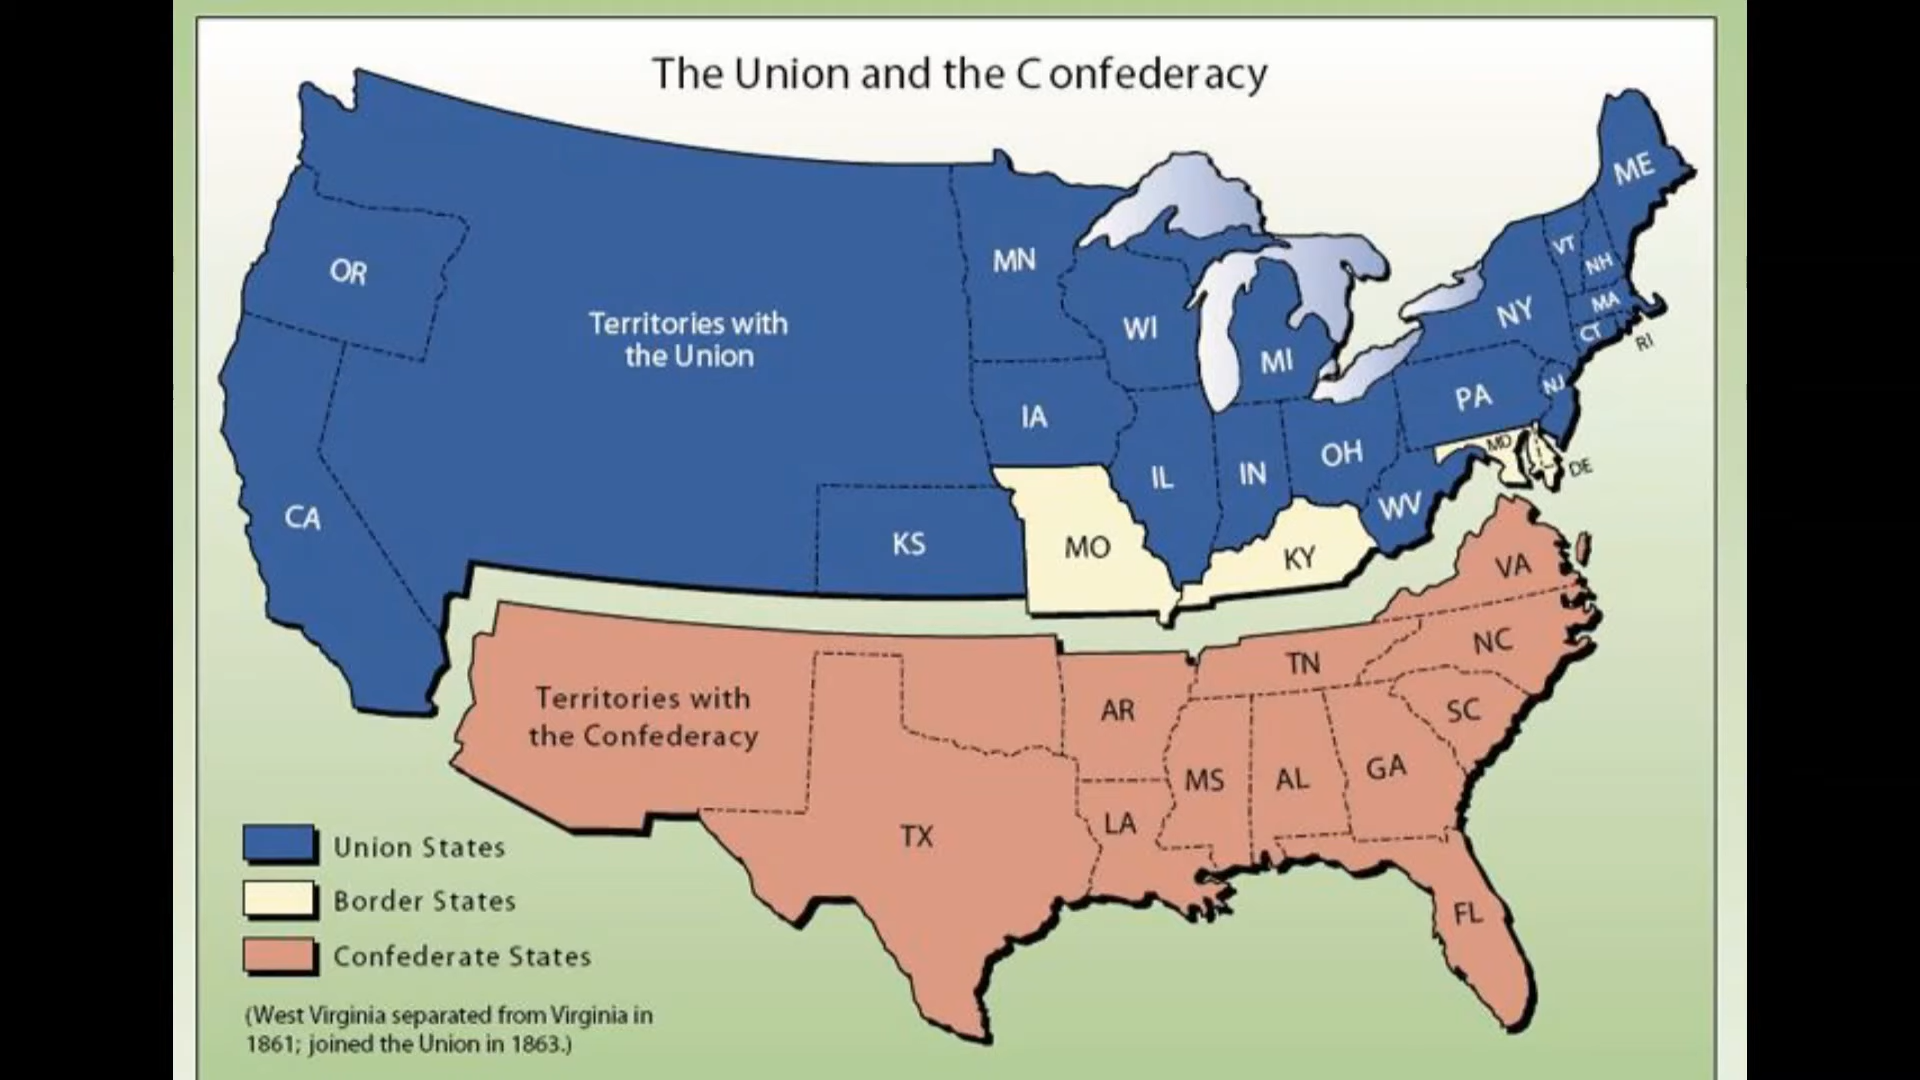 The Union and the Confederacy
ME
VT
NH
OR
MN
MA
NY
Territories with
the Union
WI
CT
RI
MI
NJ
PA
IA
MD
OH
DE
IL
IN
WV
CA
KS
MO
KY
VA
NC
TN
Territories with
the Confederacy
AR
SC
MS
AL
GA
LA
TX
FL
Union States
Border States
Confederate States
(West Virginia separated from Virginia in
1861; joined the Union in 1863.)